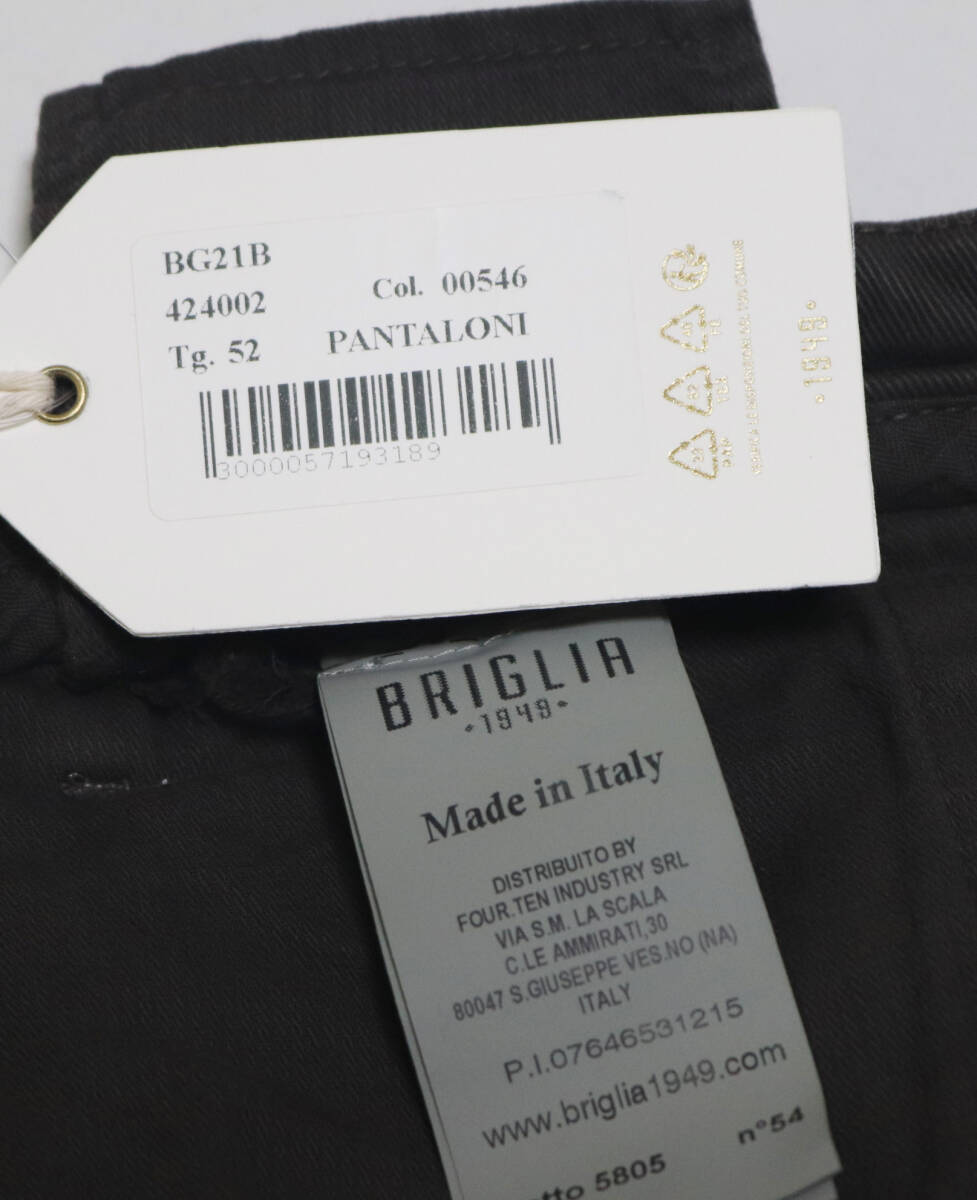 BG21B
424002 Col. 00546
Tg. 52 PANTALONI
3000057193189
•1949•
BRIGLIA
•1949•
Made in Italy
DISTRIBUITO BY
FOUR.TEN INDUSTRY SRL
VIA S.M. LA SCALA
C.LE AMMIRATI,30
80047 S.GIUSEPPE VES.NO (NA)
ITALY
P.I.07646531215
www.briglia1949.com
tto 5805 n°54